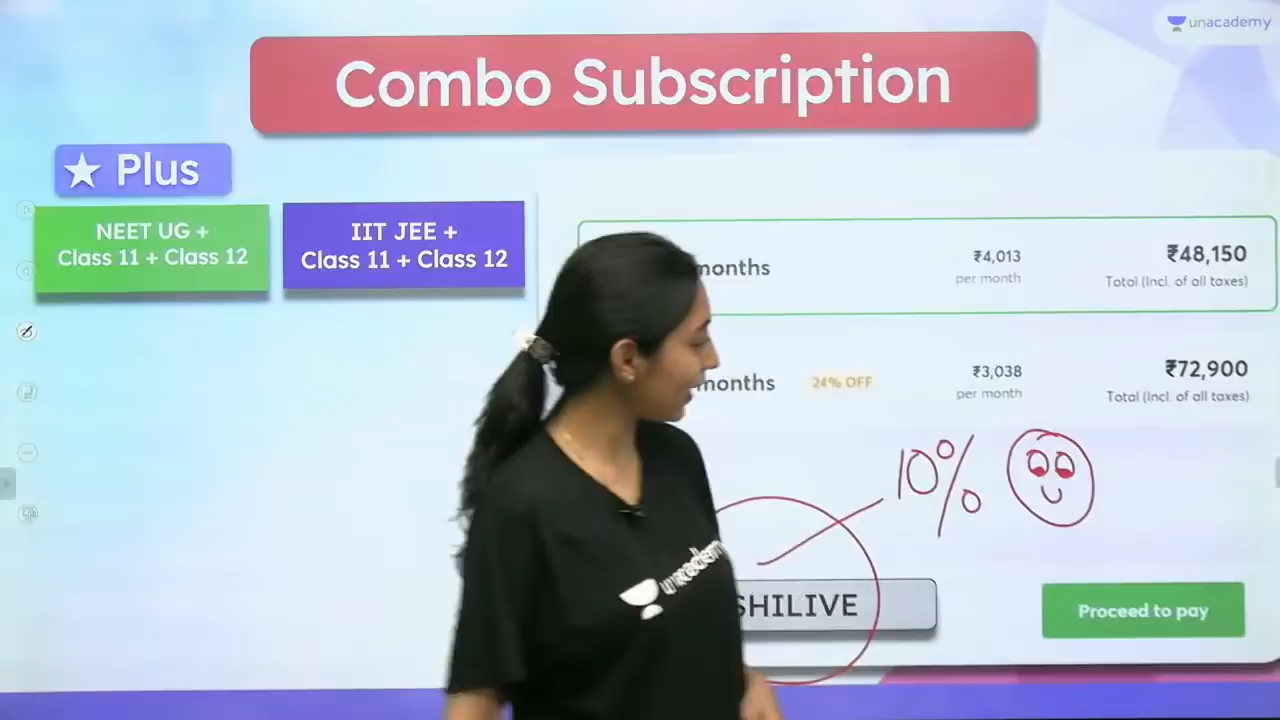 unacademy
Combo Subscription
Plus
NEET UG +
Class 11 + Class 12
IIT JEE +
Class 11 + Class 12
months
₹4,013
per month
₹48,150
Total (Incl. of all taxes)
months
24% OFF
₹3,038
per month
₹72,900
Total (Incl. of all taxes)
10%
SHILIVE
Proceed to pay
unacademy